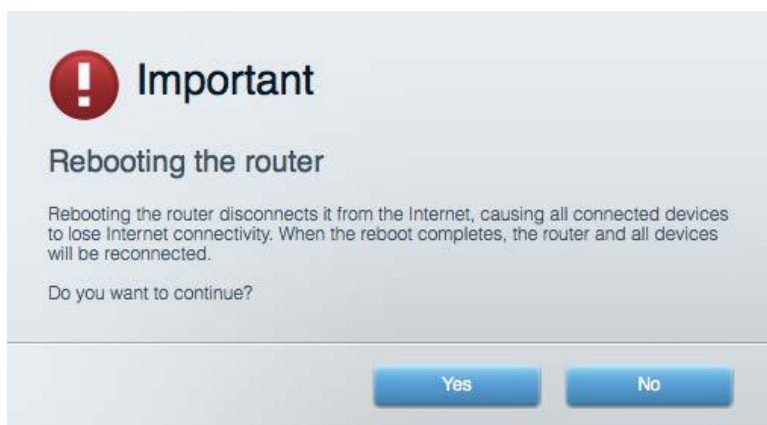 Important
Rebooting the router
Rebooting the router disconnects it from the Internet, causing all connected devices
to lose Internet connectivity. When the reboot completes, the router and all devices
will be reconnected.
Do you want to continue?
Yes No